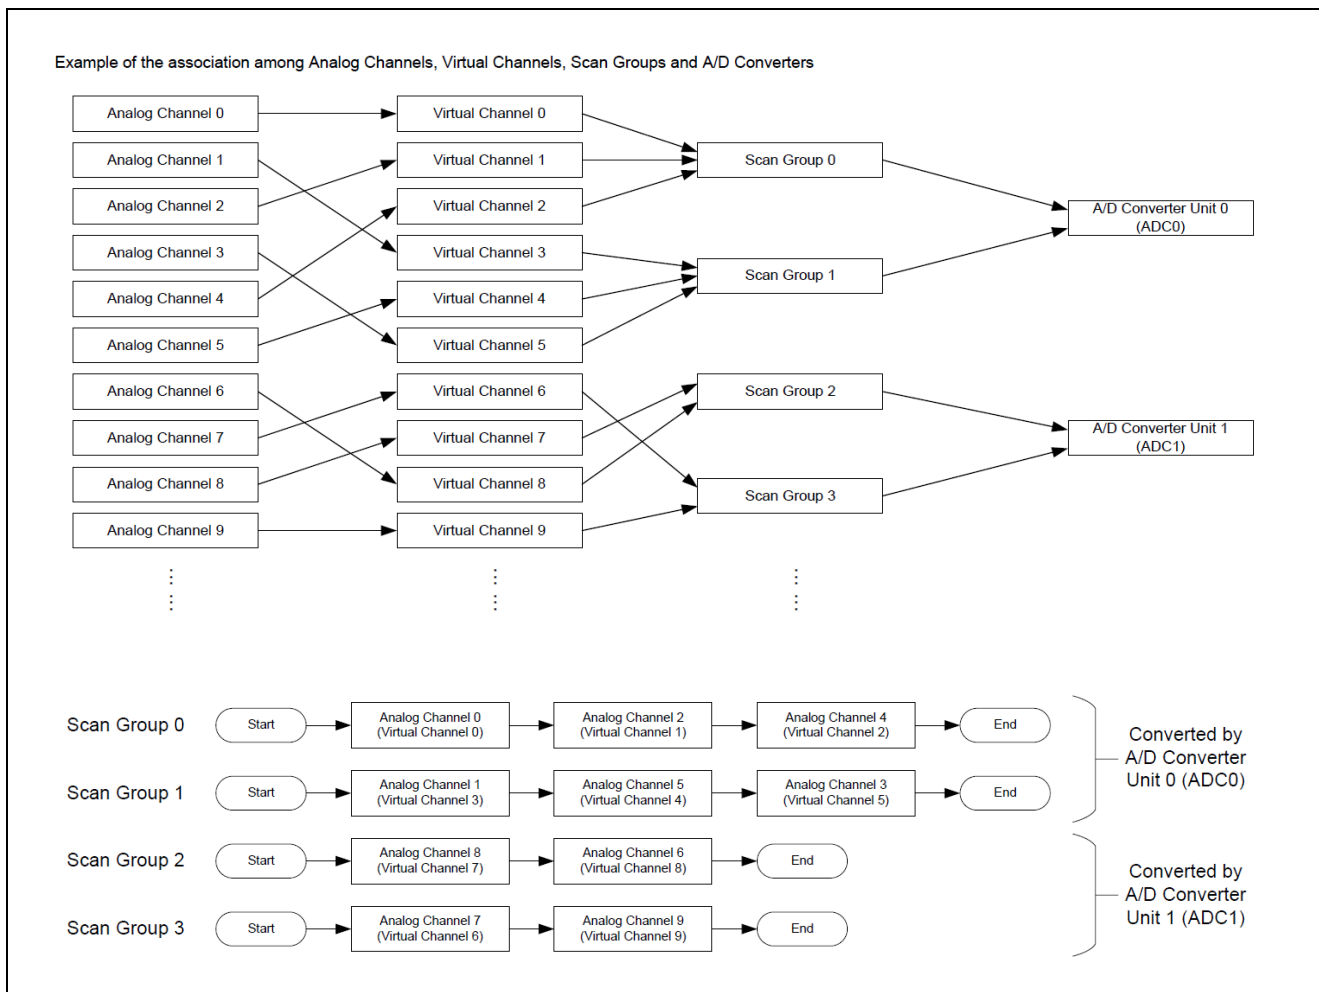 Example of the association among Analog Channels, Virtual Channels, Scan Groups and A/D Converters
Analog Channel 0
Analog Channel 1
Analog Channel 2
Analog Channel 3
Analog Channel 4
Analog Channel 5
Analog Channel 6
Analog Channel 7
Analog Channel 8
Analog Channel 9
Virtual Channel 0
Virtual Channel 1
Virtual Channel 2
Virtual Channel 3
Virtual Channel 4
Virtual Channel 5
Virtual Channel 6
Virtual Channel 7
Virtual Channel 8
Virtual Channel 9
Scan Group 0
Scan Group 1
Scan Group 2
Scan Group 3
A/D Converter Unit 0
(ADC0)
A/D Converter Unit 1
(ADC1)
Scan Group 0
Start
Analog Channel 0
(Virtual Channel 0)
Analog Channel 2
(Virtual Channel 1)
Analog Channel 4
(Virtual Channel 2)
End
Scan Group 1
Start
Analog Channel 1
(Virtual Channel 3)
Analog Channel 5
(Virtual Channel 4)
Analog Channel 3
(Virtual Channel 5)
End
Converted by
A/D Converter
Unit 0 (ADC0)
Scan Group 2
Start
Analog Channel 8
(Virtual Channel 7)
Analog Channel 6
(Virtual Channel 8)
End
Scan Group 3
Start
Analog Channel 7
(Virtual Channel 6)
Analog Channel 9
(Virtual Channel 9)
End
Converted by
A/D Converter
Unit 1 (ADC1)